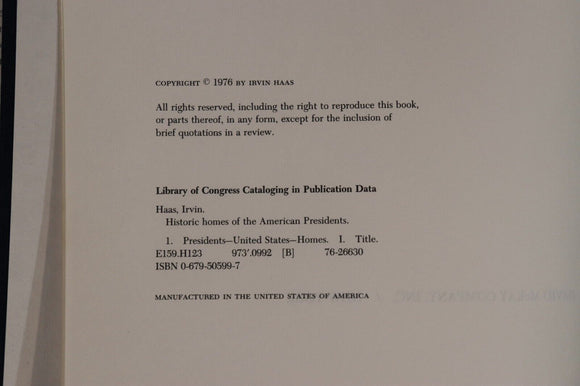 COPYRIGHT © 1976 BY IRVIN HAAS
All rights reserved, including the right to reproduce this book,
or parts thereof, in any form, except for the inclusion of
brief quotations in a review.
Library of Congress Cataloging in Publication Data
Haas, Irvin.
Historic homes of the American Presidents.
1. Presidents—United States—Homes. I. Title.
E159.H123 973'.0992 [B] 76-26630
ISBN 0-679-50599-7
MANUFACTURED IN THE UNITED STATES OF AMERICA